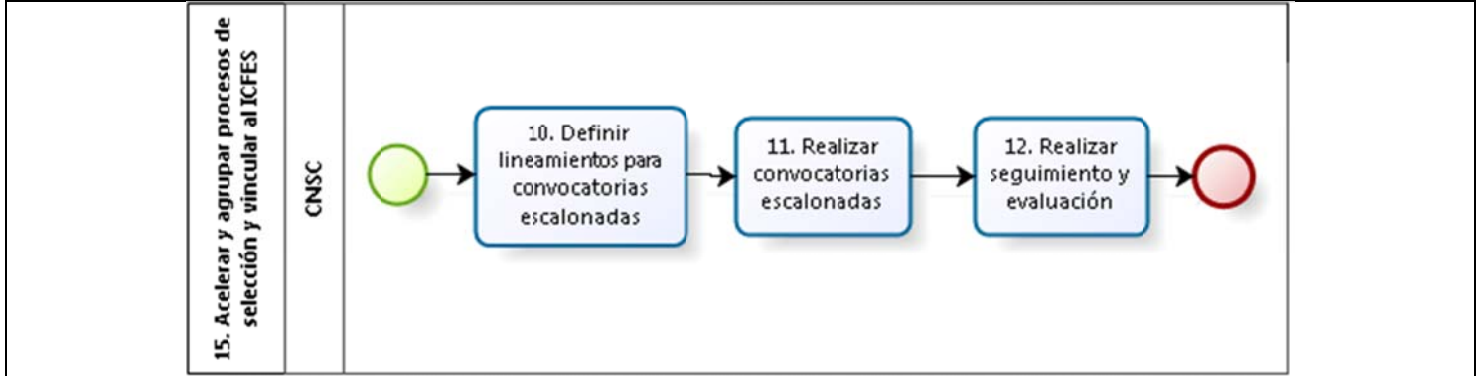 15. Acelerar y agrupar procesos de
selección y vincular al ICFES
CNSC
10. Definir
lineamientos para
convocatorias
escalonadas
11. Realizar
convocatorias
escalonadas
12. Realizar
seguimiento y
evaluación